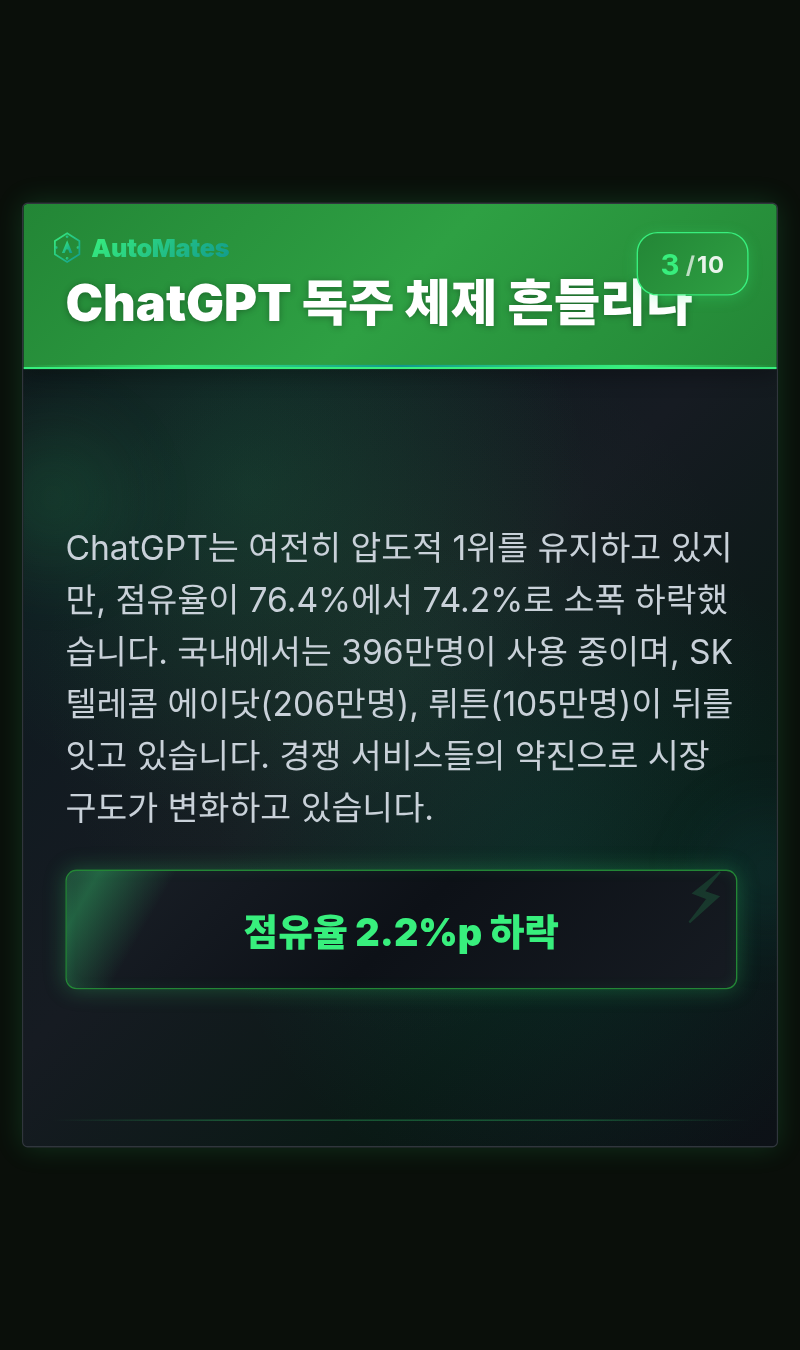 AutoMates
3 /10
ChatGPT 독주 체제 흔들리나
ChatGPT는 여전히 압도적 1위를 유지하고 있지
만, 점유율이 76.4%에서 74.2%로 소폭 하락했
습니다. 국내에서는 396만명이 사용 중이며, SK
텔레콤 에이닷(206만명), 뤼튼(105만명)이 뒤를
잇고 있습니다. 경쟁 서비스들의 약진으로 시장
구도가 변화하고 있습니다.
점유율 2.2%p 하락